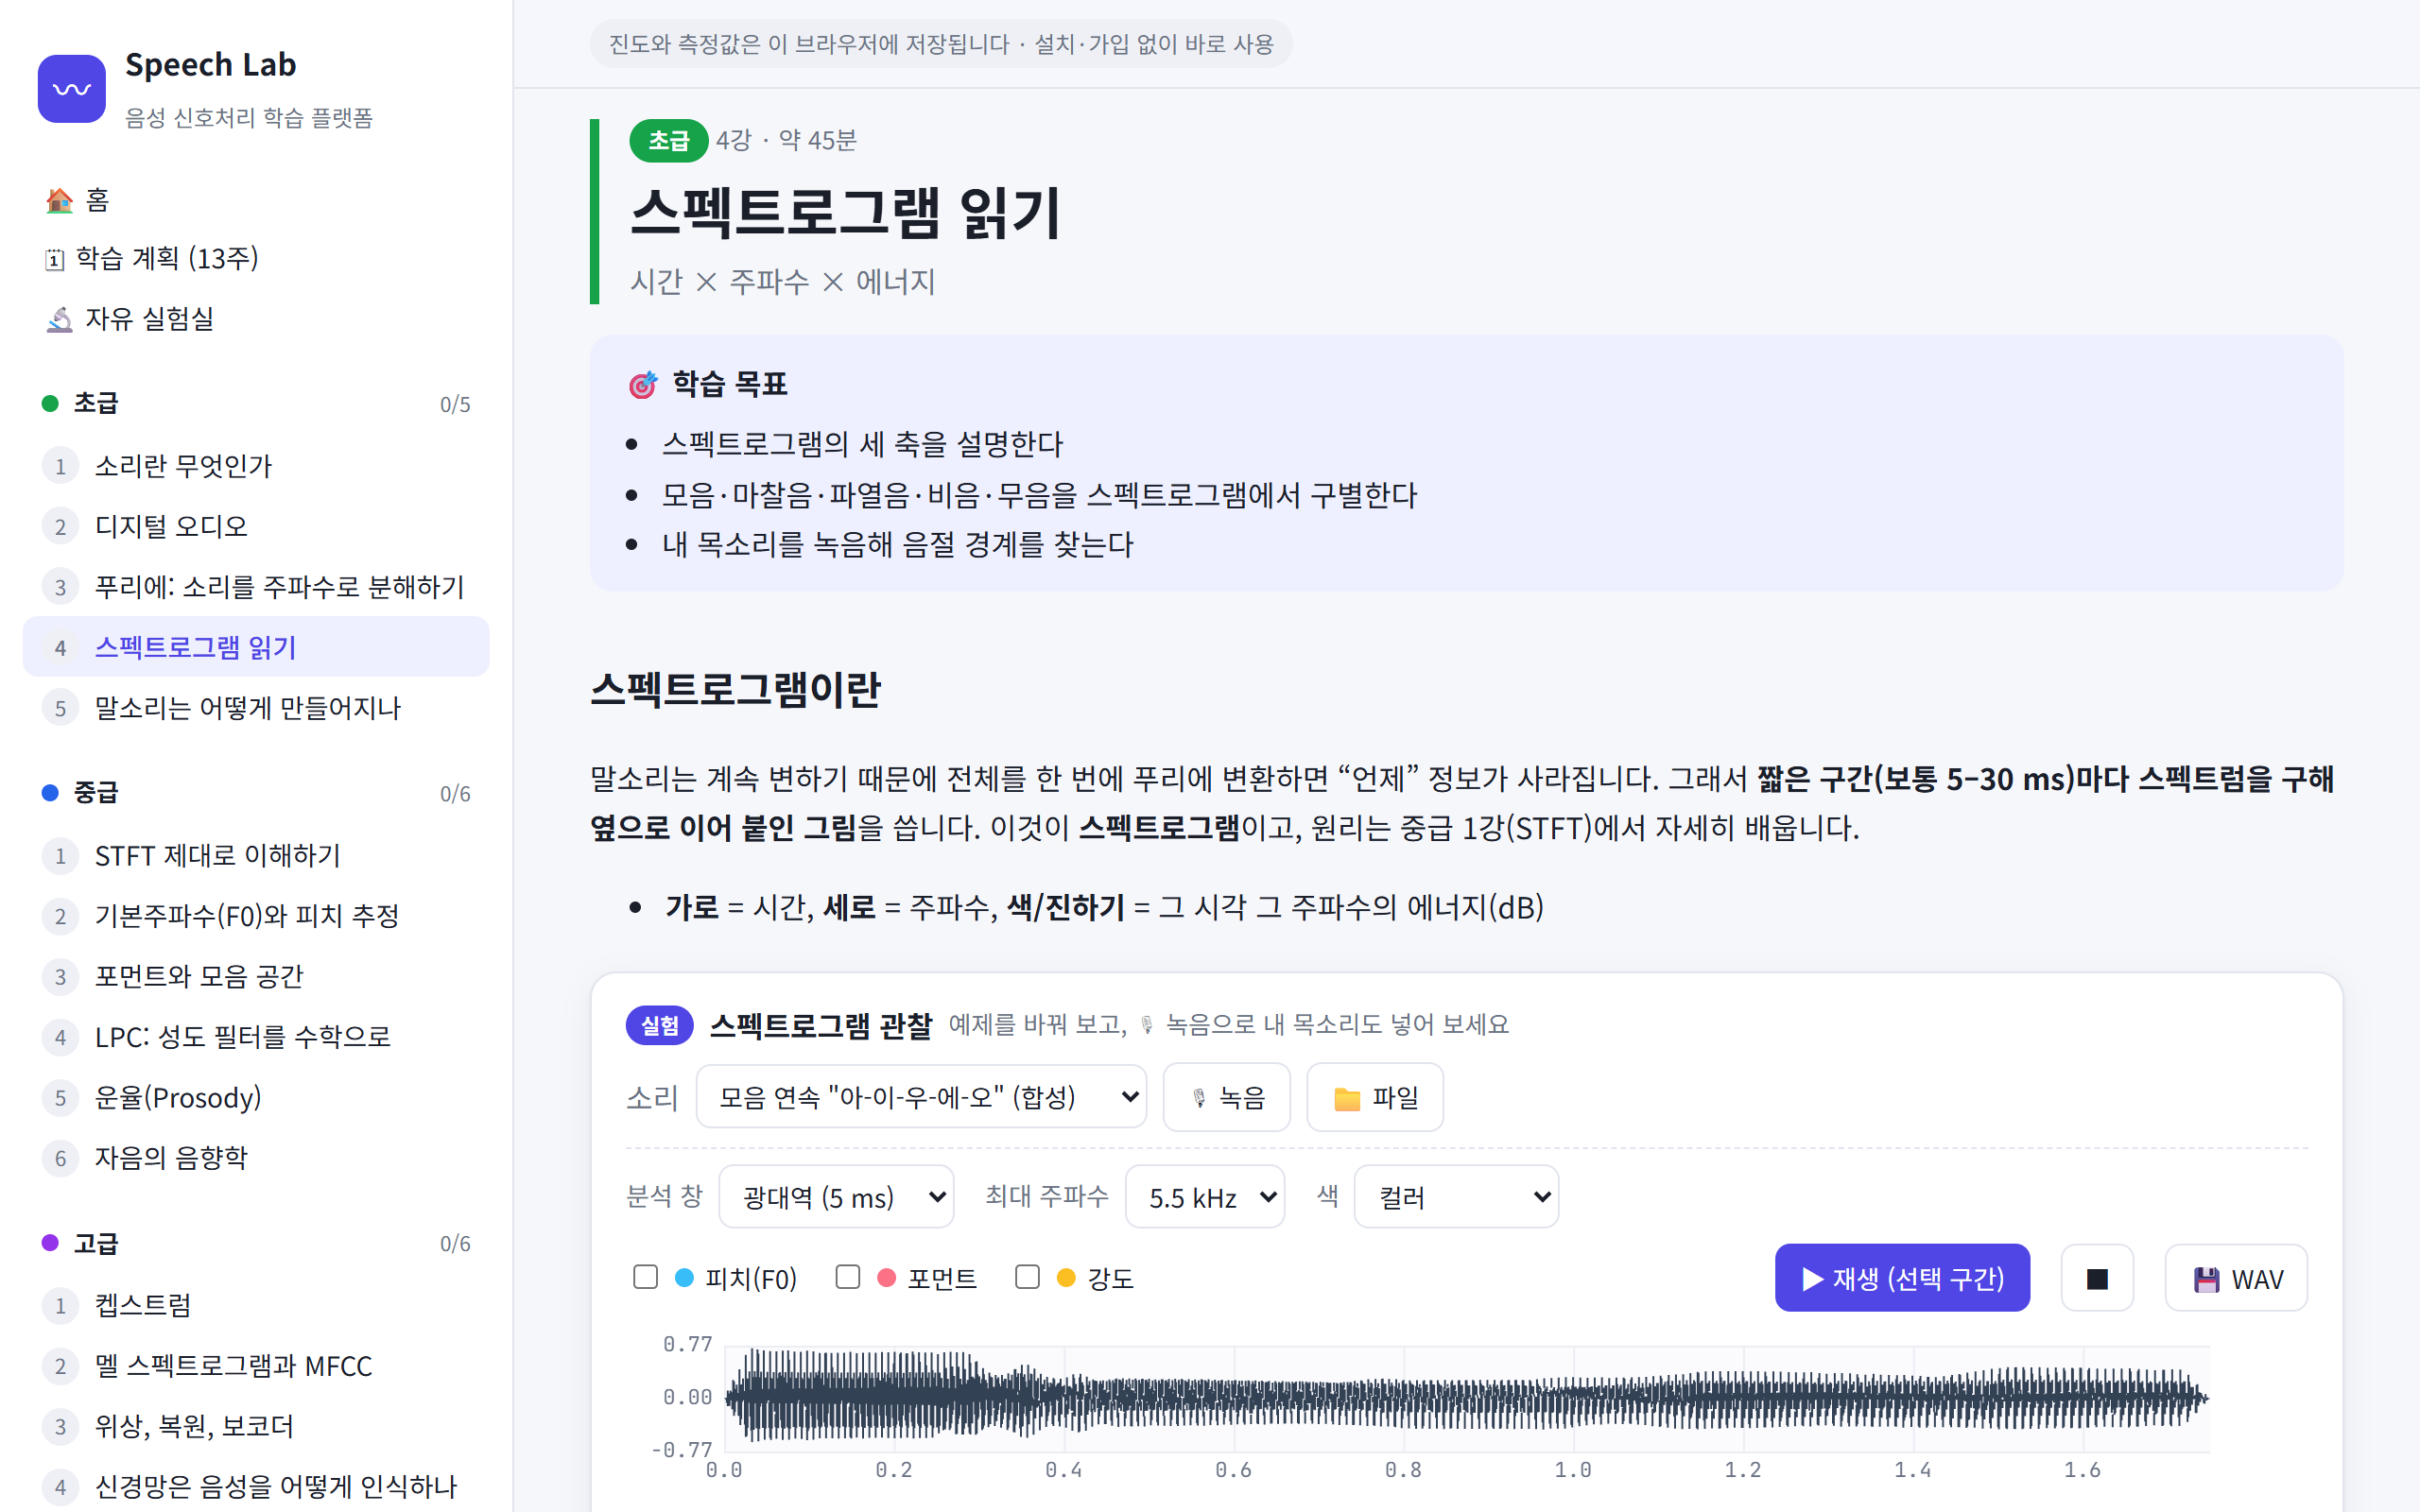 Speech Lab
음성 신호처리 학습 플랫폼
홈
학습 계획 (13주)
자유 실험실
초급 0/5
1 소리란 무엇인가
2 디지털 오디오
3 푸리에: 소리를 주파수로 분해하기
4 스펙트로그램 읽기
5 말소리는 어떻게 만들어지나
중급 0/6
1 STFT 제대로 이해하기
2 기본주파수(F0)와 피치 추정
3 포먼트와 모음 공간
4 LPC: 성도 필터를 수학으로
5 운율(Prosody)
6 자음의 음향학
고급 0/6
1 켑스트럼
2 멜 스펙트로그램과 MFCC
3 위상, 복원, 보코더
4 신경망은 음성을 어떻게 인식하나
진도와 측정값은 이 브라우저에 저장됩니다 · 설치·가입 없이 바로 사용
초급 4강 · 약 45분
스펙트로그램 읽기
시간 × 주파수 × 에너지
🎯 학습 목표
• 스펙트로그램의 세 축을 설명한다
• 모음·마찰음·파열음·비음·무음을 스펙트로그램에서 구별한다
• 내 목소리를 녹음해 음절 경계를 찾는다
스펙트로그램이란
말소리는 계속 변하기 때문에 전체를 한 번에 푸리에 변환하면 “언제” 정보가 사라집니다. 그래서 짧은 구간(보통 5–30 ms)마다 스펙트럼을 구해
옆으로 이어 붙인 그림을 씁니다. 이것이 스펙트로그램이고, 원리는 중급 1강(STFT)에서 자세히 배웁니다.
• 가로 = 시간, 세로 = 주파수, 색/진하기 = 그 시각 그 주파수의 에너지(dB)
실험 스펙트로그램 관찰 예제를 바꿔 보고, 🎙 녹음으로 내 목소리도 넣어 보세요
소리 모음 연속 "아-이-우-에-오" (합성) 🎙 녹음 📁 파일
분석 창 광대역 (5 ms) 최대 주파수 5.5 kHz 색 컬러
피치(F0) 포먼트 강도 ▶ 재생 (선택 구간) ■ 💾 WAV
0.77
0.00
-0.77
0.0 0.2 0.4 0.6 0.8 1.0 1.2 1.4 1.6